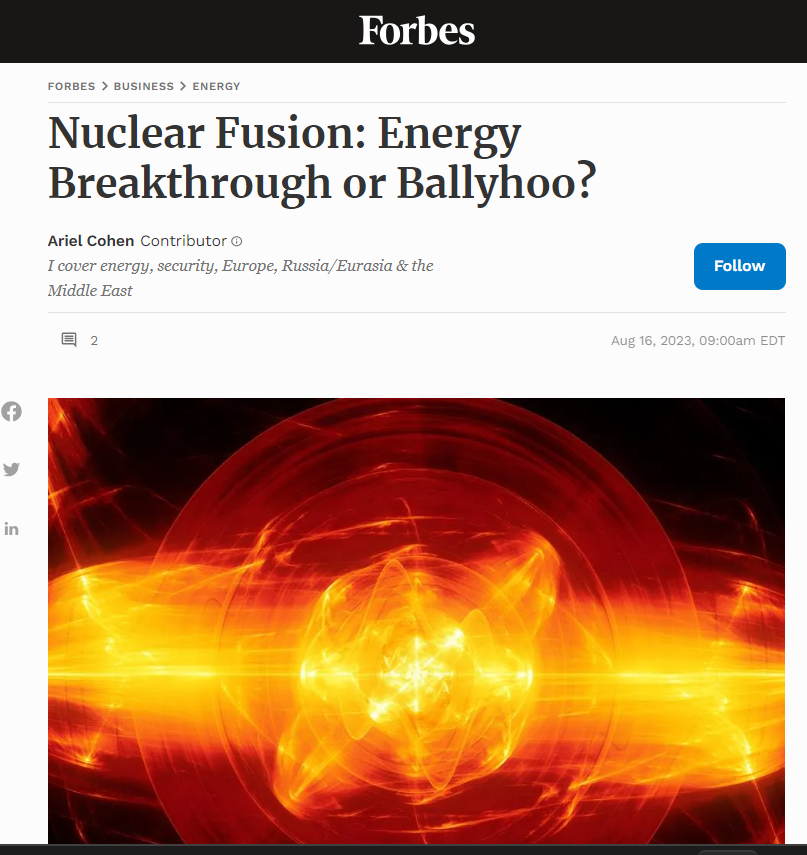 Forbes
FORBES > BUSINESS > ENERGY
Nuclear Fusion: Energy
Breakthrough or Ballyhoo?
Ariel Cohen Contributor
I cover energy, security, Europe, Russia/Eurasia & the
Middle East
Follow
2
Aug 16, 2023, 09:00am EDT